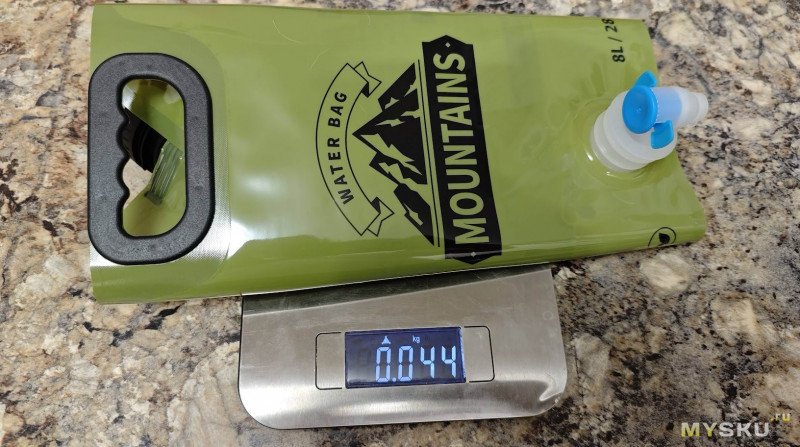 WATER BAG
MOUNTAINS
8L / 28
kg
0.044
MYSKU.ru